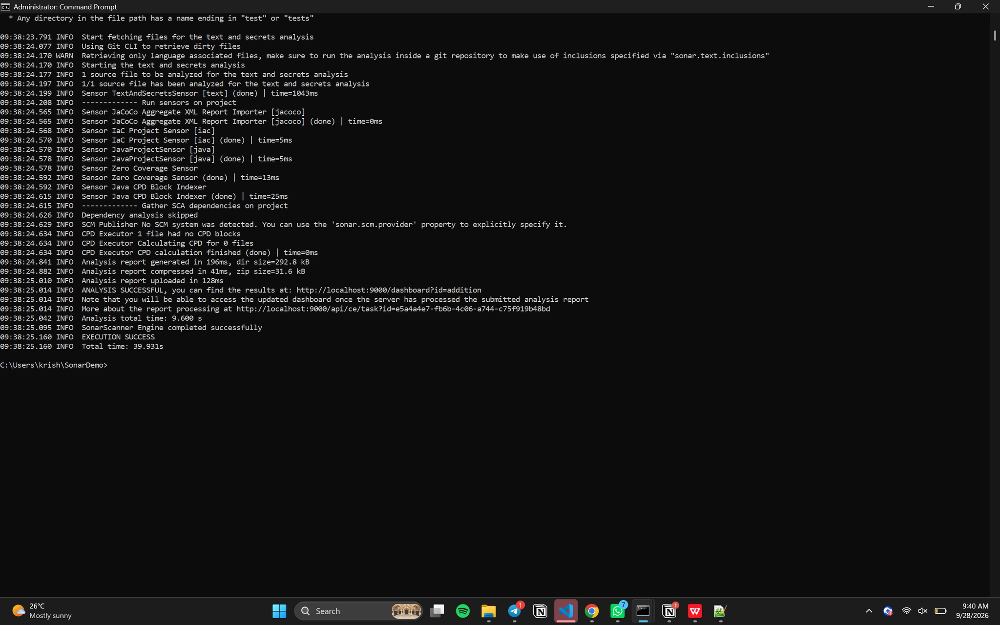 Administrator: Command Prompt
* Any directory in the file path has a name ending in "test" or "tests"
09:38:23.791 INFO  Start fetching files for the text and secrets analysis
09:38:24.077 INFO  Using Git CLI to retrieve dirty files
09:38:24.170 WARN  Retrieving only language associated files, make sure to run the analysis inside a git repository to make use of inclusions specified via "sonar.text.inclusions"
09:38:24.170 INFO  Starting the text and secrets analysis
09:38:24.177 INFO  1 source file to be analyzed for the text and secrets analysis
09:38:24.197 INFO  1/1 source file has been analyzed for the text and secrets analysis
09:38:24.199 INFO  Sensor TextAndSecretsSensor [text] (done) | time=1043ms
09:38:24.208 INFO  ------------- Run sensors on project
09:38:24.565 INFO  Sensor JaCoCo Aggregate XML Report Importer [jacoco]
09:38:24.565 INFO  Sensor JaCoCo Aggregate XML Report Importer [jacoco] (done) | time=0ms
09:38:24.568 INFO  Sensor IaC Project Sensor [iac]
09:38:24.570 INFO  Sensor IaC Project Sensor [iac] (done) | time=5ms
09:38:24.570 INFO  Sensor JavaProjectSensor [java]
09:38:24.578 INFO  Sensor JavaProjectSensor [java] (done) | time=5ms
09:38:24.578 INFO  Sensor Zero Coverage Sensor
09:38:24.592 INFO  Sensor Zero Coverage Sensor (done) | time=13ms
09:38:24.592 INFO  Sensor Java CPD Block Indexer
09:38:24.615 INFO  Sensor Java CPD Block Indexer (done) | time=25ms
09:38:24.615 INFO  ------------- Gather SCA dependencies on project
09:38:24.626 INFO  Dependency analysis skipped
09:38:24.629 INFO  SCM Publisher No SCM system was detected. You can use the 'sonar.scm.provider' property to explicitly specify it.
09:38:24.634 INFO  CPD Executor 1 file had no CPD blocks
09:38:24.634 INFO  CPD Executor Calculating CPD for 0 files
09:38:24.634 INFO  CPD Executor CPD calculation finished (done) | time=0ms
09:38:24.841 INFO  Analysis report generated in 196ms, dir size=292.8 kB
09:38:24.882 INFO  Analysis report compressed in 41ms, zip size=31.6 kB
09:38:25.010 INFO  Analysis report uploaded in 128ms
09:38:25.014 INFO  ANALYSIS SUCCESSFUL, you can find the results at: http://localhost:9000/dashboard?id=addition
09:38:25.014 INFO  Note that you will be able to access the updated dashboard once the server has processed the submitted analysis report
09:38:25.014 INFO  More about the report processing at http://localhost:9000/api/ce/task?id=e5a4a4e7-fb6b-4c06-a744-c75f919b48bd
09:38:25.042 INFO  Analysis total time: 9.600 s
09:38:25.095 INFO  SonarScanner Engine completed successfully
09:38:25.160 INFO  EXECUTION SUCCESS
09:38:25.160 INFO  Total time: 39.931s
C:\Users\krish\SonarDemo>
26°C
Mostly sunny
Search
1
7
1
9:40 AM
9/28/2026